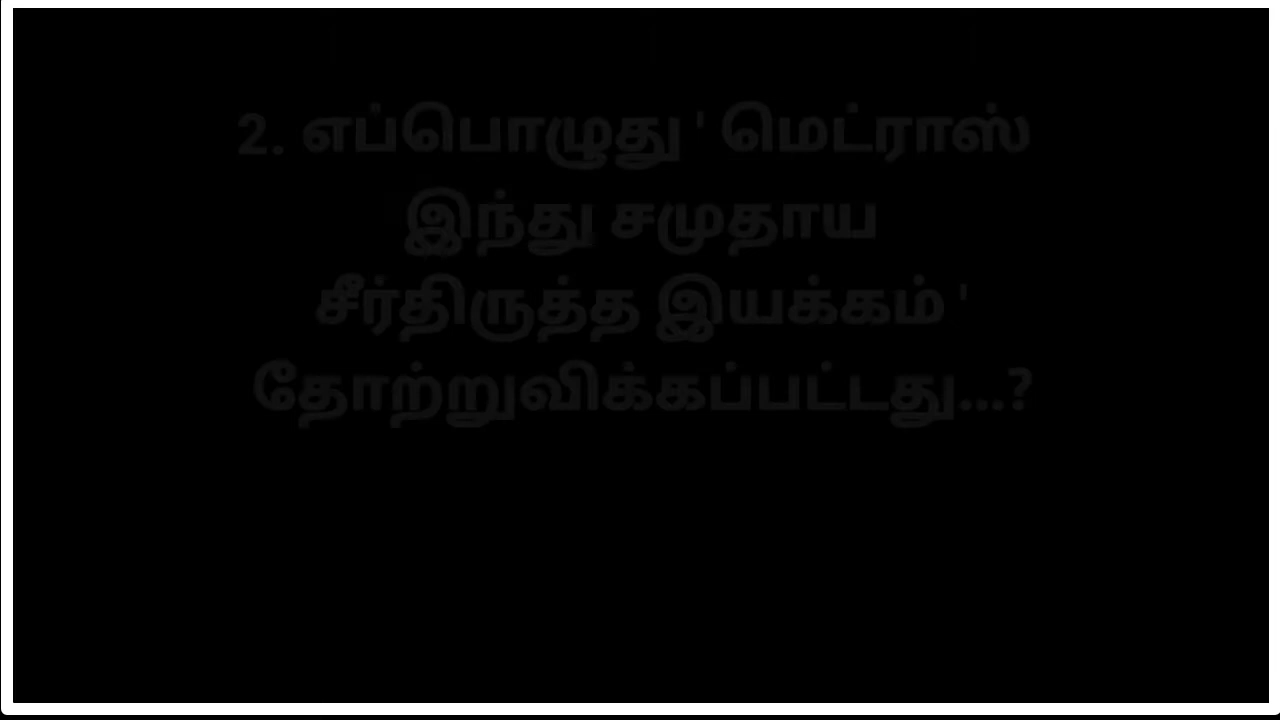 2. எப்பொழுது ' மெட்ராஸ்
இந்து சமுதாய
சீர்திருத்த இயக்கம் '
தோற்றுவிக்கப்பட்டது...?